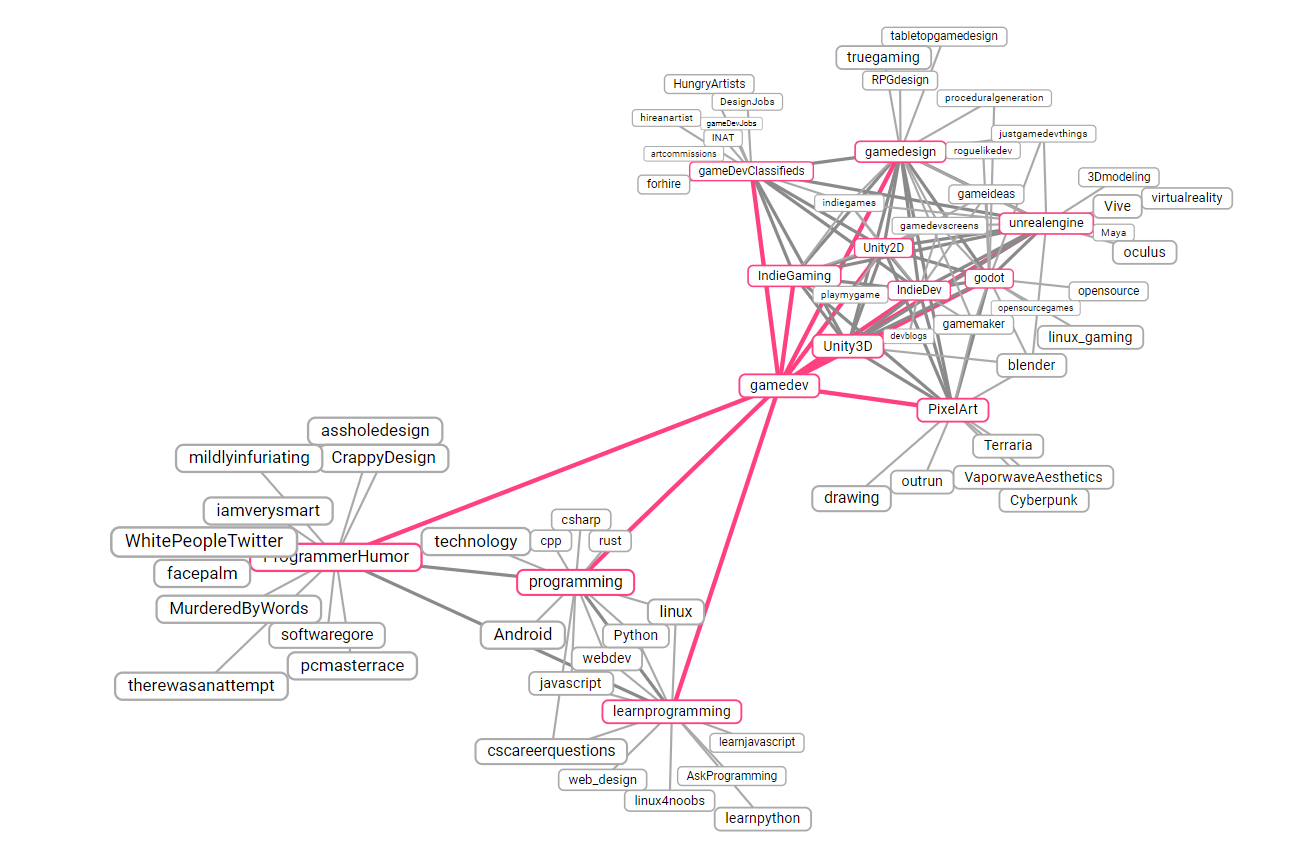 tabletopgamedesign
truegaming
RPGdesign
HungryArtists
DesignJobs
proceduralgeneration
hireanartist
gameDevJobs
justgamedevthings
INAT
artcommissions
gamedesign
roguelikedev
gameDevClassifieds
3Dmodeling
forhire
gameideas
virtualreality
indiegames
Vive
gamedevscreens
unrealengine
Maya
Unity2D
oculus
IndieGaming
godot
playmygame
IndieDev
opensource
opensourcegames
gamemaker
devblogs
linux_gaming
Unity3D
blender
gamedev
PixelArt
assholedesign
Terraria
mildlyinfuriating
CrappyDesign
outrun
VaporwaveAesthetics
drawing
Cyberpunk
iamverysmart
csharp
WhitePeopleTwitter
technology
cpp
rust
ProgrammerHumor
facepalm
programming
MurderedByWords
linux
softwaregore
Android
Python
pcmasterrace
webdev
therewasanattempt
javascript
learnprogramming
cscareerquestions
learnjavascript
web_design
AskProgramming
linux4noobs
learnpython